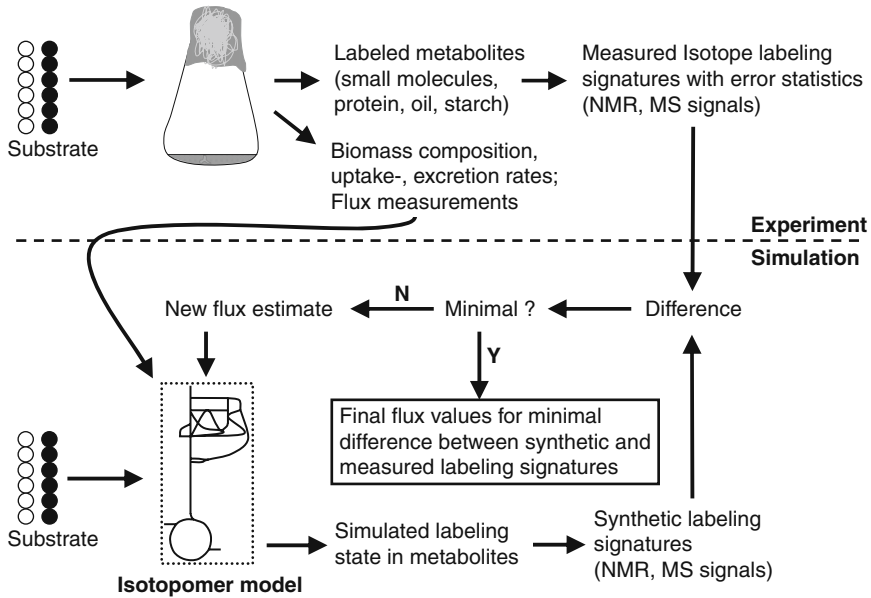 Substrate
Labeled metabolites
(small molecules,
protein, oil, starch)
Measured Isotope labeling
signatures with error statistics
(NMR, MS signals)
Biomass composition,
uptake-, excretion rates;
Flux measurements
Experiment
Simulation
New flux estimate
N
Minimal ?
Difference
Y
Final flux values for minimal
difference between synthetic and
measured labeling signatures
Substrate
Isotopomer model
Simulated labeling
state in metabolites
Synthetic labeling
signatures
(NMR, MS signals)